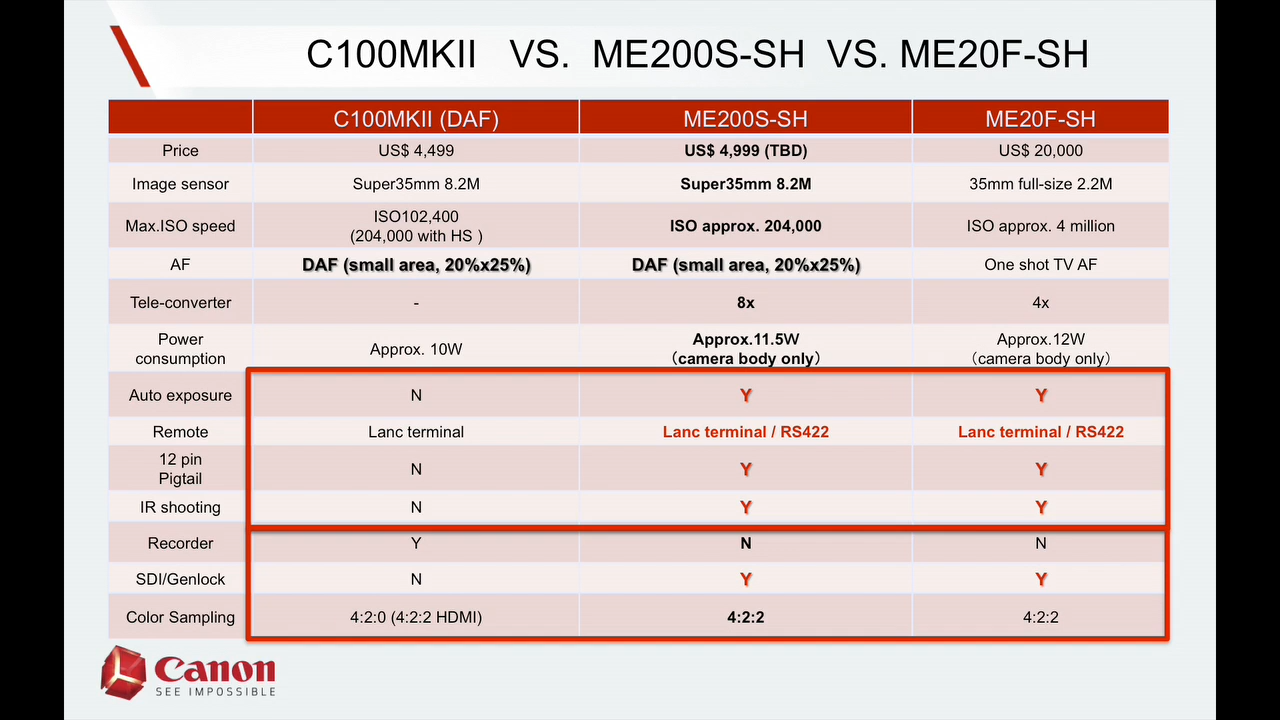 C100MKII VS. ME200S-SH VS. ME20F-SH
C100MKII (DAF) ME200S-SH ME20F-SH
Price US$ 4,499 US$ 4,999 (TBD) US$ 20,000
Image sensor Super35mm 8.2M Super35mm 8.2M 35mm full-size 2.2M
Max.ISO speed ISO102,400 (204,000 with HS ) ISO approx. 204,000 ISO approx. 4 million
AF DAF (small area, 20%x25%) DAF (small area, 20%x25%) One shot TV AF
Tele-converter - 8x 4x
Power consumption Approx. 10W Approx.11.5W (camera body only) Approx.12W (camera body only)
Auto exposure N Y Y
Remote Lanc terminal Lanc terminal / RS422 Lanc terminal / RS422
12 pin Pigtail N Y Y
IR shooting N Y Y
Recorder Y N N
SDI/Genlock N Y Y
Color Sampling 4:2:0 (4:2:2 HDMI) 4:2:2 4:2:2
Canon
SEE IMPOSSIBLE